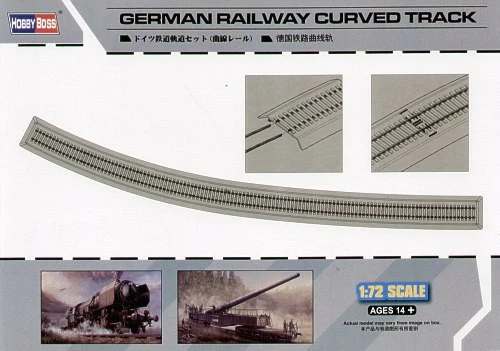 HOBBY BOSS
GERMAN RAILWAY CURVED TRACK
■ ドイツ鉄道軌道セット (曲線レール) ■ 德国铁路曲线轨
1:72 SCALE
AGES 14 +
Actual model may vary from image on box.